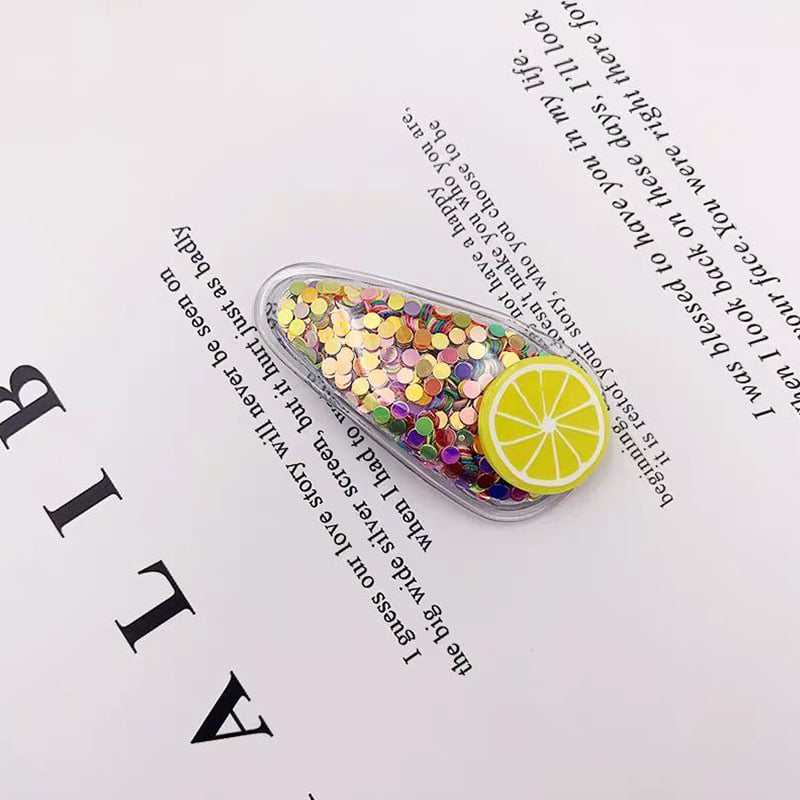 I was blessed to have you in my life.
when I look back on these days, I'll look
your face.You were right there for
not have a happy
beginning, doesn't make you who you are,
it is rest of your story, who you choose to be
I guess our love story will never be seen on
the big wide silver screen, but it hurt just as badly
when I had to
ALIB